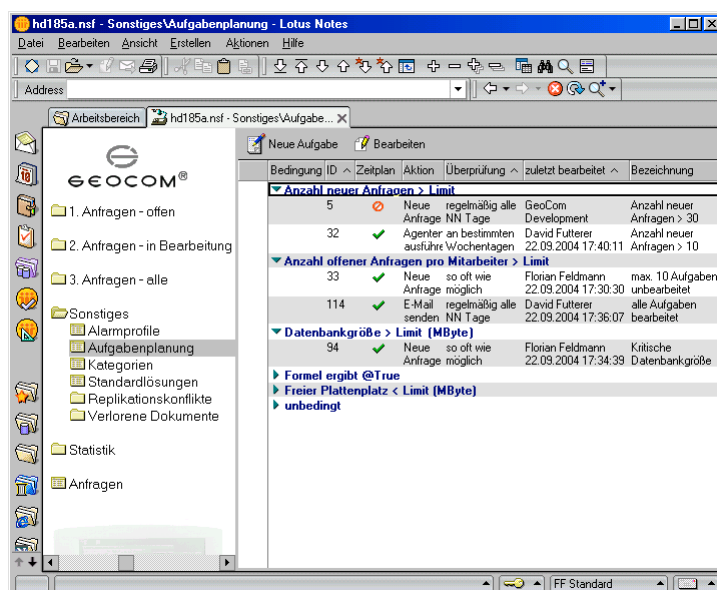 hd185a.nsf - Sonstiges\Aufgabenplanung - Lotus Notes
Datei Bearbeiten Ansicht Erstellen Aktionen Hilfe
Address
Arbeitsbereich hd185a.nsf - Sonstiges\Aufgabe...
Neue Aufgabe Bearbeiten
GEOCOM®
1. Anfragen - offen
2. Anfragen - in Bearbeitung
3. Anfragen - alle
Sonstiges
Alarmprofile
Aufgabenplanung
Kategorien
Standardlösungen
Replikationskonflikte
Verlorene Dokumente
Statistik
Anfragen
Bedingung ID Zeitplan Aktion Überprüfung zuletzt bearbeitet Bezeichnung
Anzahl neuer Anfragen > Limit
5 Neue regelmäßig alle GeoCom Anzahl neuer
Anfrage NN Tage Development Anfragen > 30
32 Agenten an bestimmten David Futterer Anzahl neuer
ausführe Wochentagen 22.09.2004 17:40:11 Anfragen > 10
Anzahl offener Anfragen pro Mitarbeiter > Limit
33 Neue so oft wie Florian Feldmann max. 10 Aufgaben
Anfrage möglich 22.09.2004 17:30:30 unbearbeitet
114 E-Mail regelmäßig alle David Futterer alle Aufgaben
senden NN Tage 22.09.2004 17:36:07 bearbeitet
Datenbankgröße > Limit (MByte)
94 Neue so oft wie Florian Feldmann Kritische
Anfrage möglich 22.09.2004 17:34:39 Datenbankgröße
Formel ergibt @True
Freier Plattenplatz < Limit (MByte)
unbedingt
FF Standard